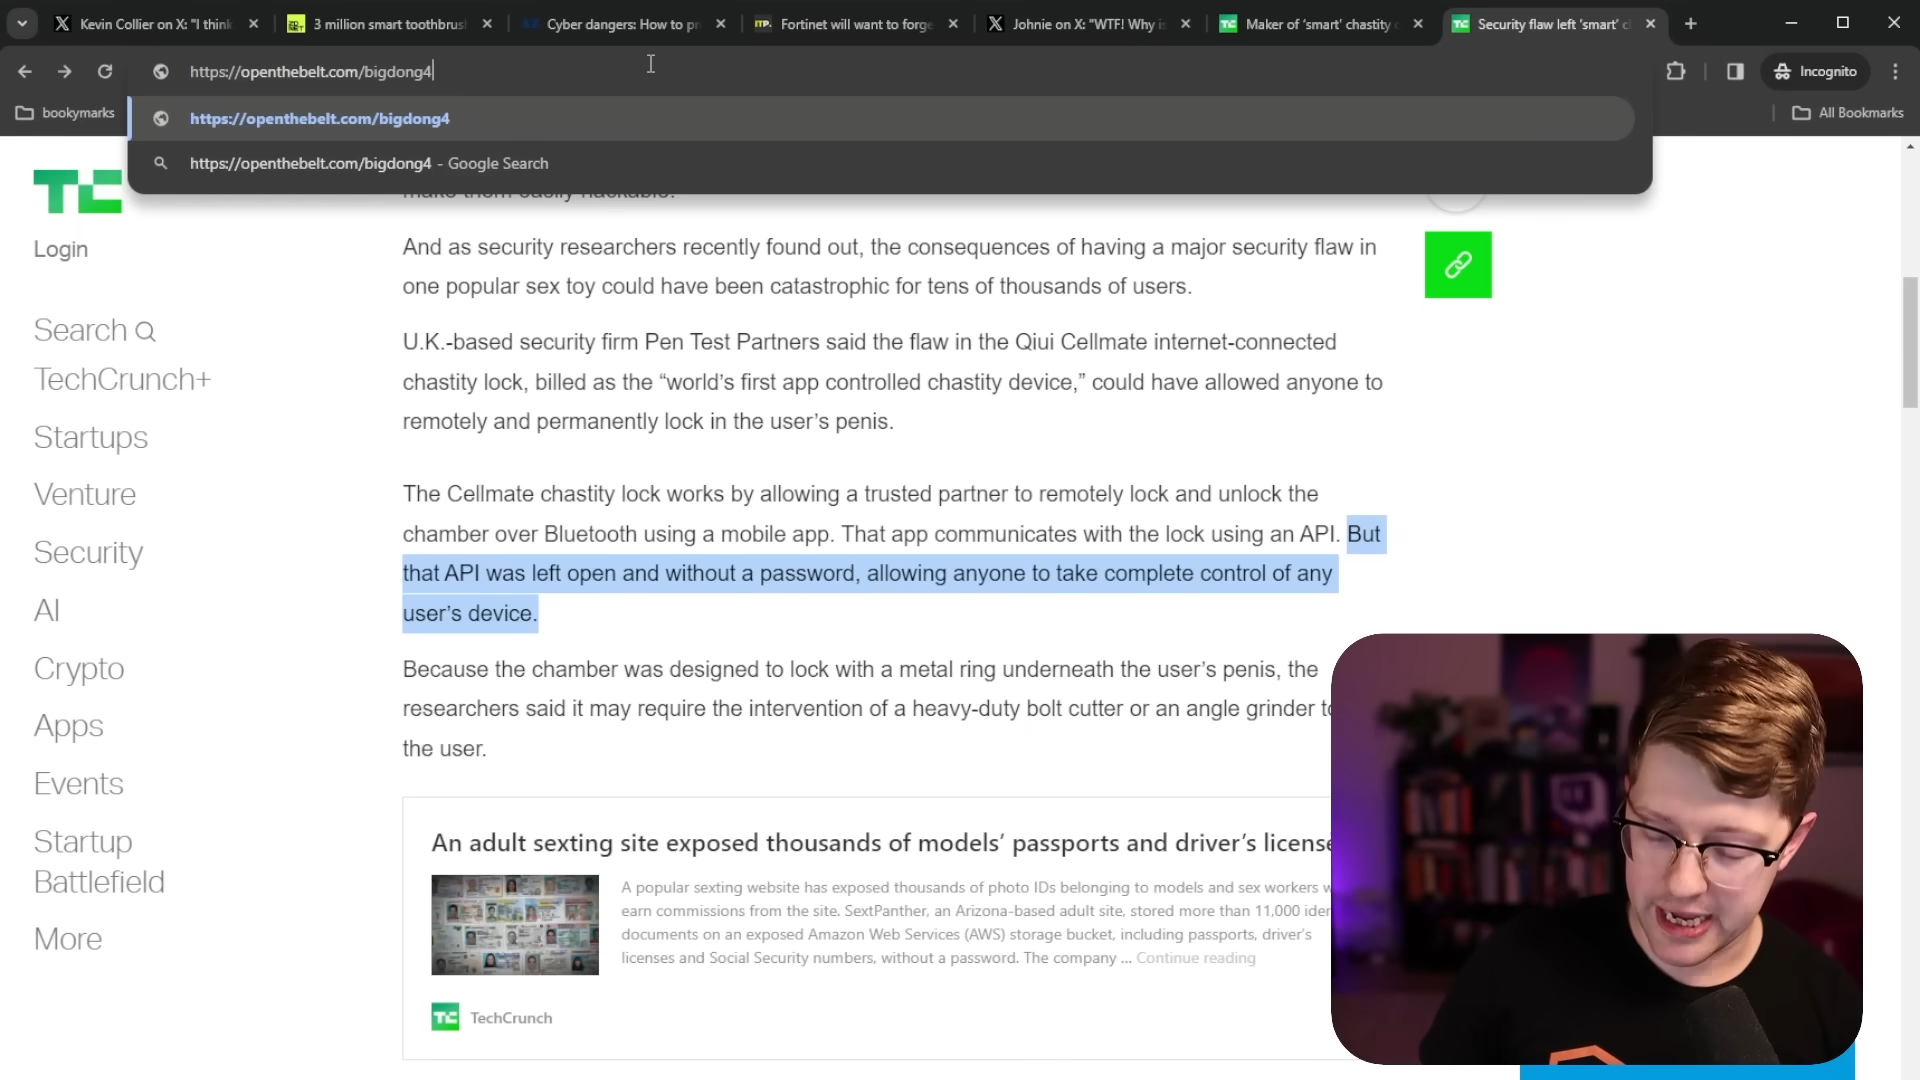 Kevin Collier on X: "I think
3 million smart toothbrus
Cyber dangers: How to pr
Fortinet will want to forge
Johnie on X: "WTF! Why i
Maker of ‘smart’ chastity
Security flaw left ‘smart’ c
https://openthebelt.com/bigdong4
Incognito
bookymarks
https://openthebelt.com/bigdong4
All Bookmarks
https://openthebelt.com/bigdong4 - Google Search
make them easily hackable.
TC
Login
Search
TechCrunch+
Startups
Venture
Security
AI
Crypto
Apps
Events
Startup
Battlefield
More
And as security researchers recently found out, the consequences of having a major security flaw in
one popular sex toy could have been catastrophic for tens of thousands of users.
U.K.-based security firm Pen Test Partners said the flaw in the Qiui Cellmate internet-connected
chastity lock, billed as the “world’s first app controlled chastity device,” could have allowed anyone to
remotely and permanently lock in the user’s penis.
The Cellmate chastity lock works by allowing a trusted partner to remotely lock and unlock the
chamber over Bluetooth using a mobile app. That app communicates with the lock using an API. But
that API was left open and without a password, allowing anyone to take complete control of any
user’s device.
Because the chamber was designed to lock with a metal ring underneath the user’s penis, the
researchers said it may require the intervention of a heavy-duty bolt cutter or an angle grinder
the user.
An adult sexting site exposed thousands of models’ passports and driver’s license
A popular sexting website has exposed thousands of photo IDs belonging to models and sex workers
earn commissions from the site. SextPanther, an Arizona-based adult site, stored more than 11,000
documents on an exposed Amazon Web Services (AWS) storage bucket, including passports, driver’s
licenses and Social Security numbers, without a password. The company ... Continue reading
TC TechCrunch